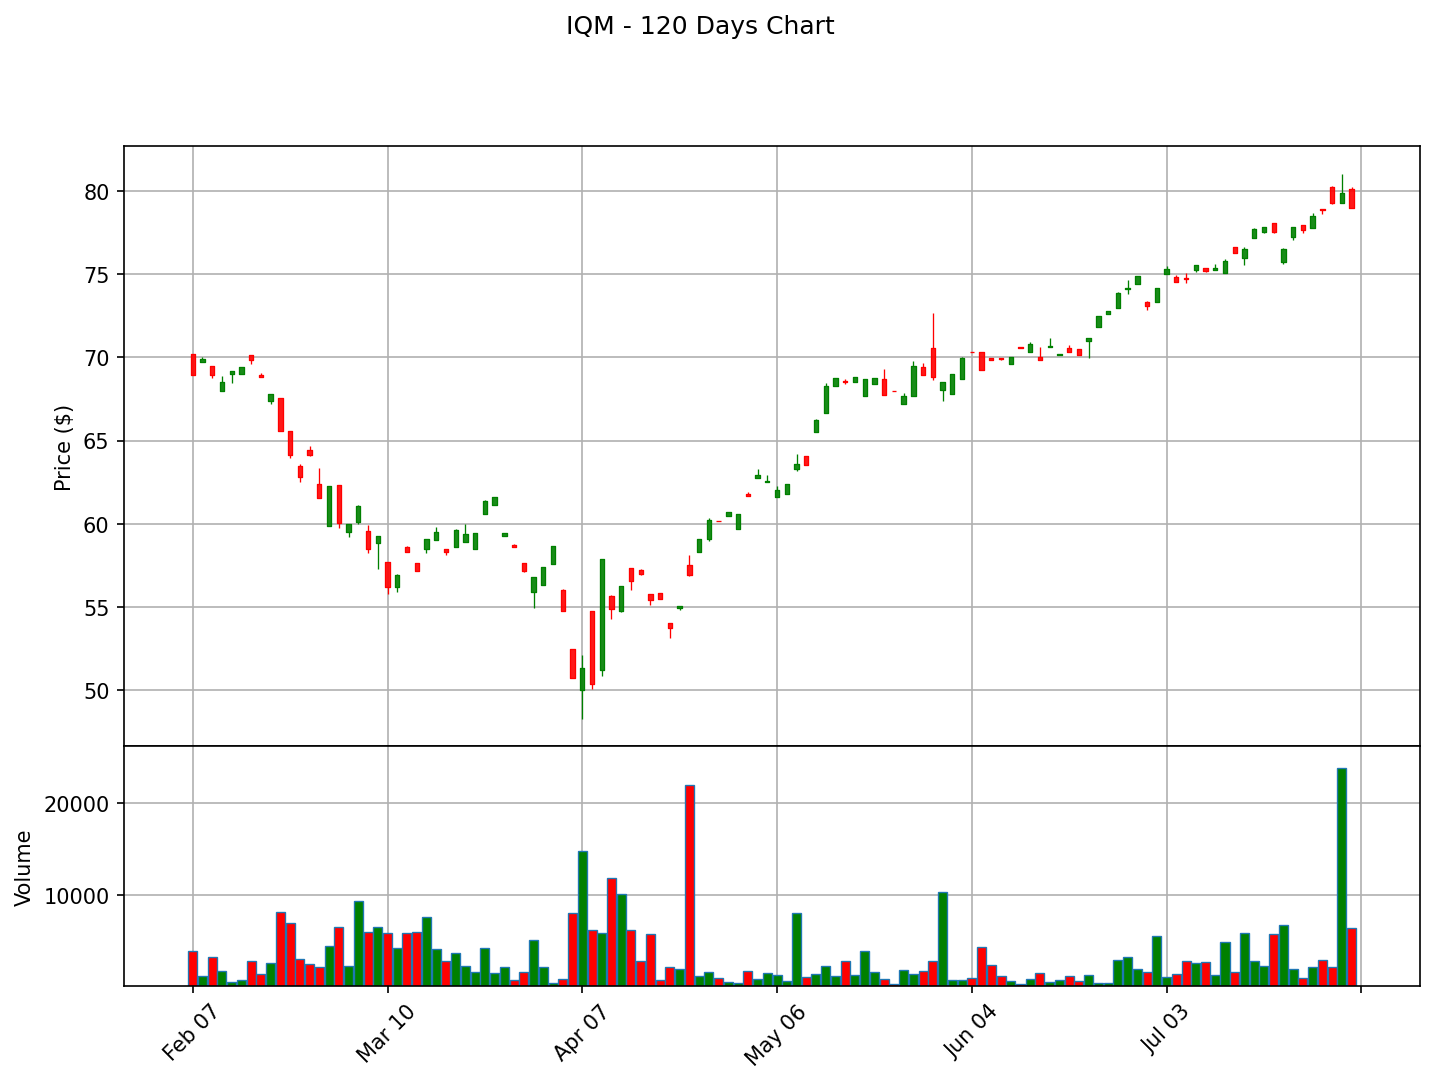 IQM - 120 Days Chart
Price ($)
80
75
70
65
60
55
50
Volume
20000
10000
Feb 07
Mar 10
Apr 07
May 06
Jun 04
Jul 03